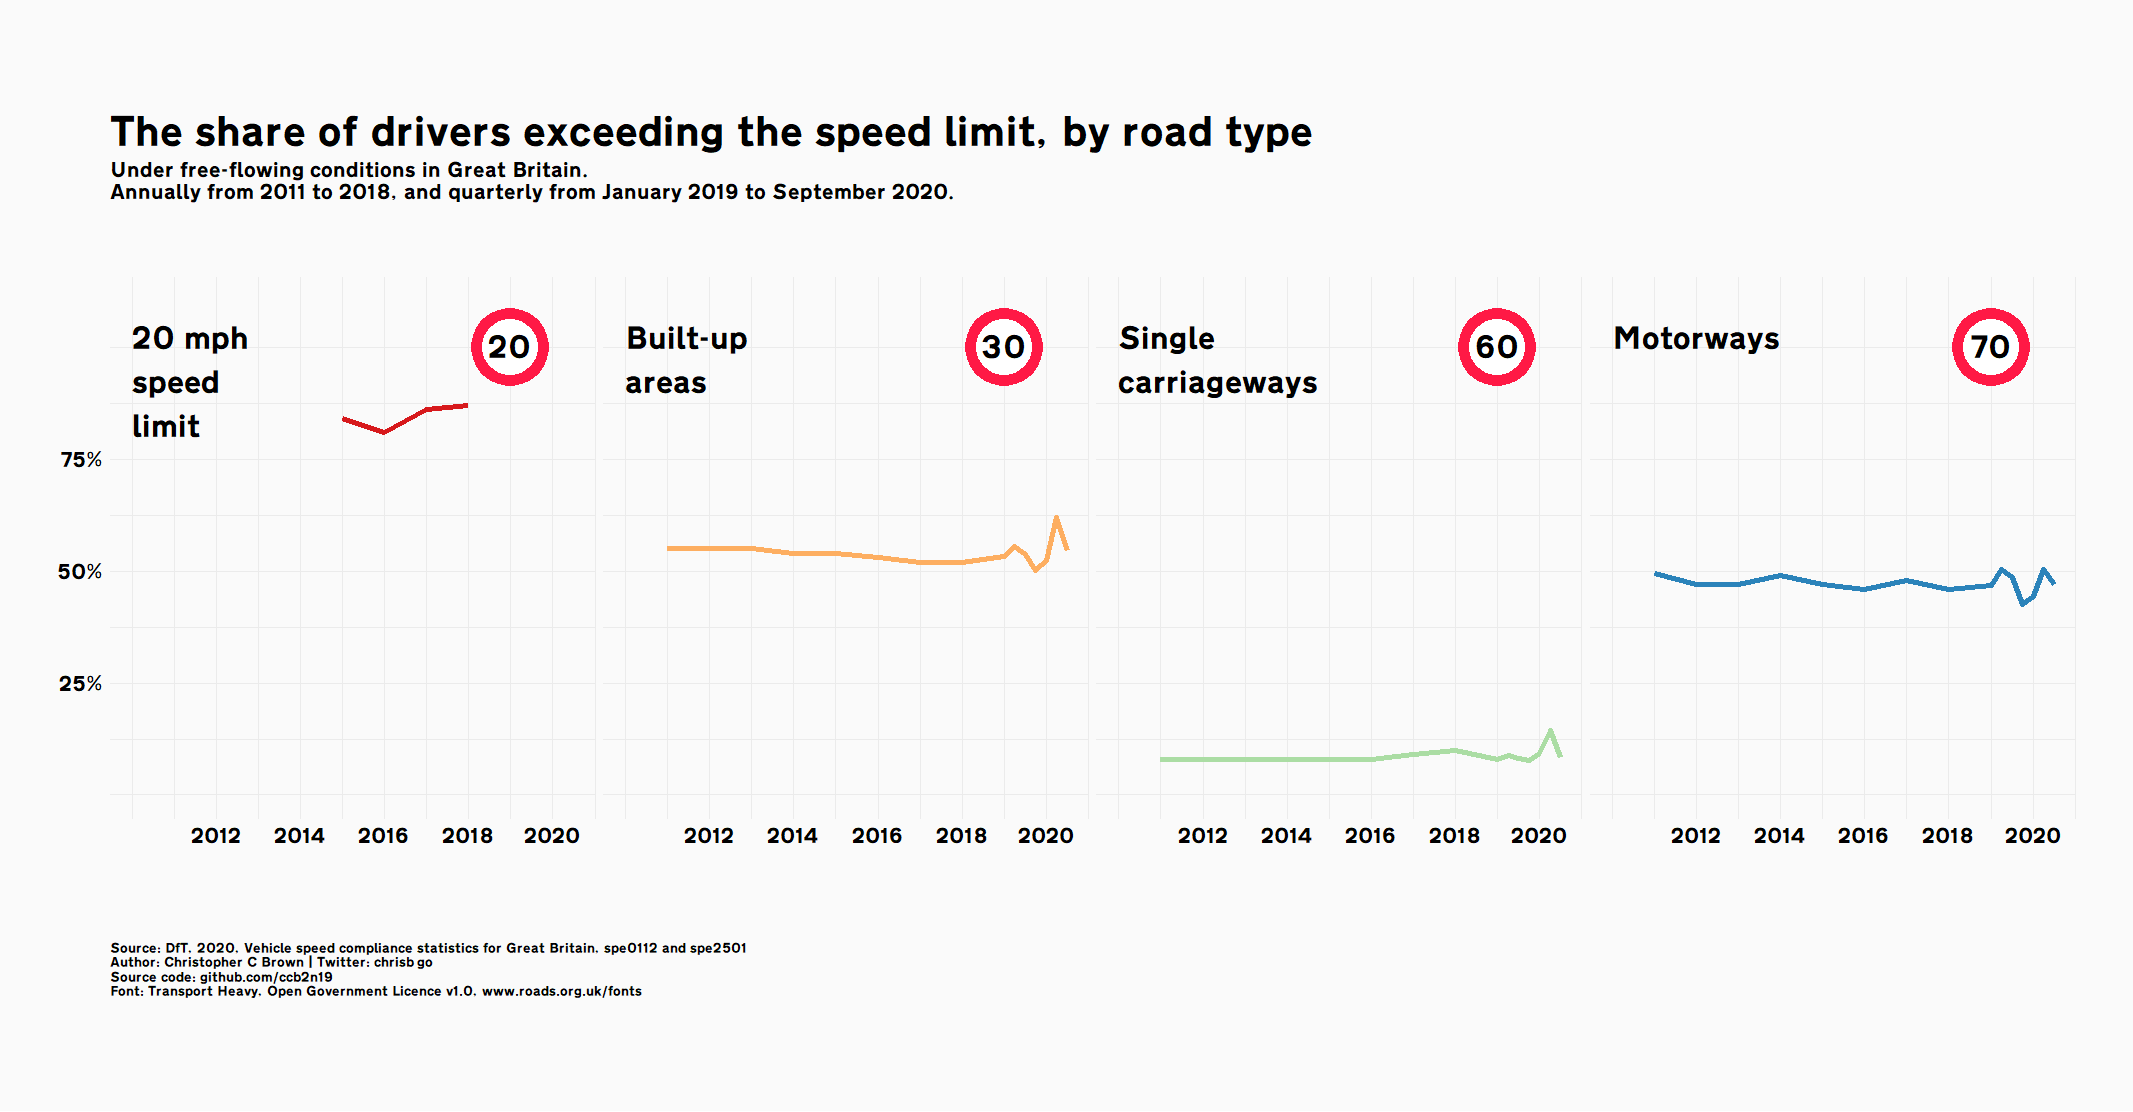 The share of drivers exceeding the speed limit, by road type
Under free-flowing conditions in Great Britain.
Annually from 2011 to 2018, and quarterly from January 2019 to September 2020.
20 mph
speed
limit
20
Built-up
areas
30
Single
carriageways
60
Motorways
70
75%
50%
25%
2012 2014 2016 2018 2020
2012 2014 2016 2018 2020
2012 2014 2016 2018 2020
2012 2014 2016 2018 2020
Source: DfT. 2020. Vehicle speed compliance statistics for Great Britain. spe0112 and spe2501
Author: Christopher C Brown | Twitter: chrisb go
Source code: github.com/ccb2n19
Font: Transport Heavy. Open Government Licence v1.0. www.roads.org.uk/fonts